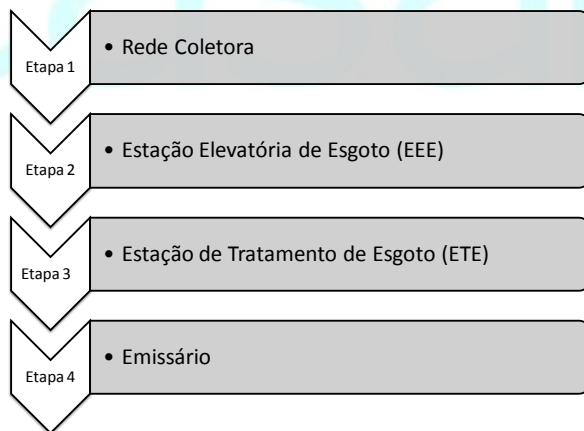 Etapa 1
• Rede Coletora
Etapa 2
• Estação Elevatória de Esgoto (EEE)
Etapa 3
• Estação de Tratamento de Esgoto (ETE)
Etapa 4
• Emissário